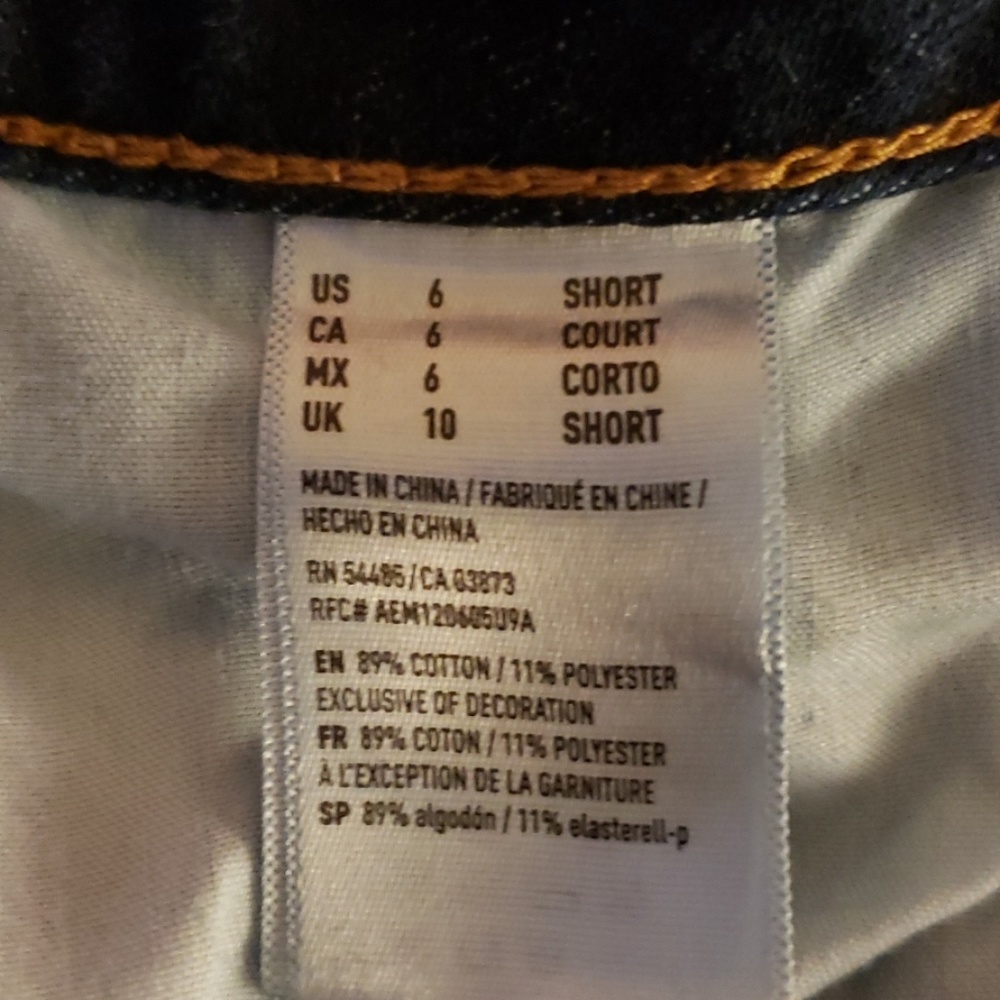 US 6 SHORT
CA 6 COURT
MX 6 CORTO
UK 10 SHORT
MADE IN CHINA / FABRIQUÉ EN CHINE /
HECHO EN CHINA
RN 54485 / CA 03873
RFC# AEM120605U9A
EN 89% COTTON / 11% POLYESTER
EXCLUSIVE OF DECORATION
FR 89% COTON / 11% POLYESTER
À L'EXCEPTION DE LA GARNITURE
SP 89% algodón / 11% elasterell-p